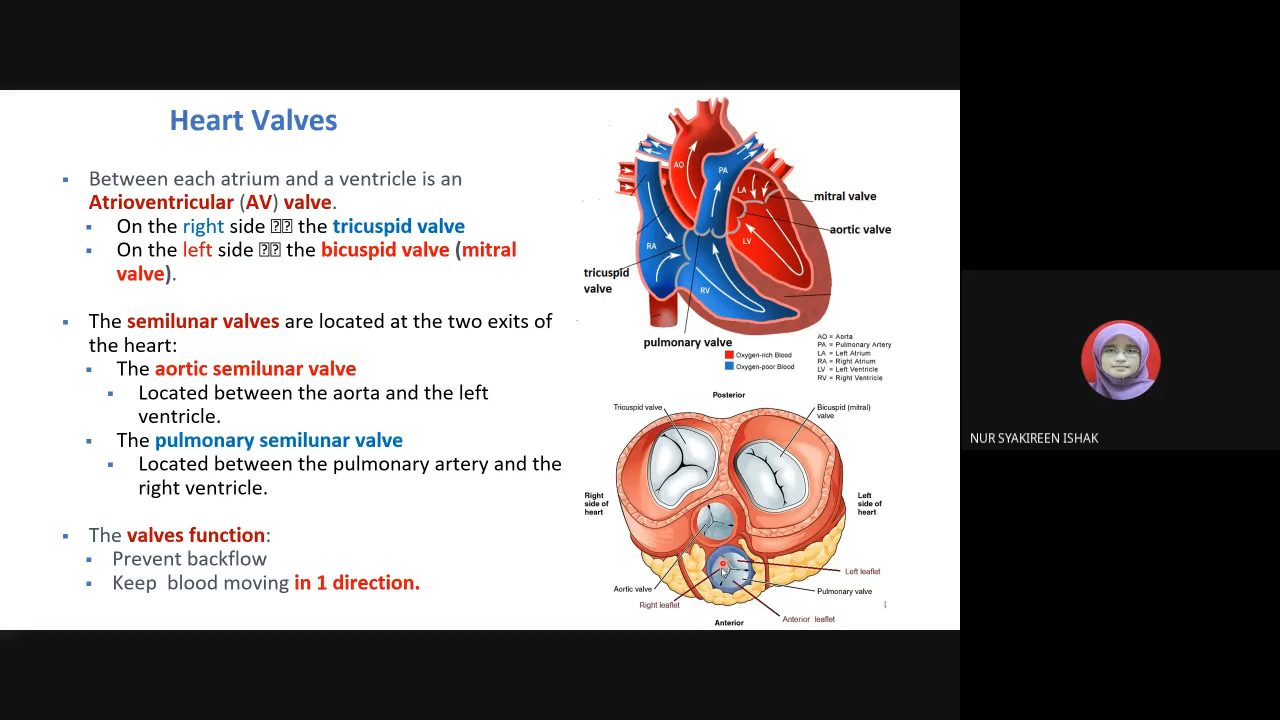 Heart Valves
Between each atrium and a ventricle is an
Atrioventricular (AV) valve.
On the right side ⍰⍰ the tricuspid valve
On the left side ⍰⍰ the bicuspid valve (mitral
valve).
The semilunar valves are located at the two exits of
the heart:
The aortic semilunar valve
Located between the aorta and the left
ventricle.
The pulmonary semilunar valve
Located between the pulmonary artery and the
right ventricle.
The valves function:
Prevent backflow
Keep blood moving in 1 direction.
AO
PA
LA
mitral valve
aortic valve
LV
RA
tricuspid
valve
RV
pulmonary valve
Oxygen-rich Blood
Oxygen-poor Blood
AO = Aorta
PA = Pulmonary Artery
LA = Left Atrium
RA = Right Atrium
LV = Left Ventricle
RV = Right Ventricle
Posterior
Tricuspid valve
Bicuspid (mitral)
valve
Right
side of
heart
Left
side of
heart
Left leaflet
Aortic valve
Pulmonary valve
Right leaflet
Anterior leaflet
Anterior
NUR SYAKIREEN ISHAK